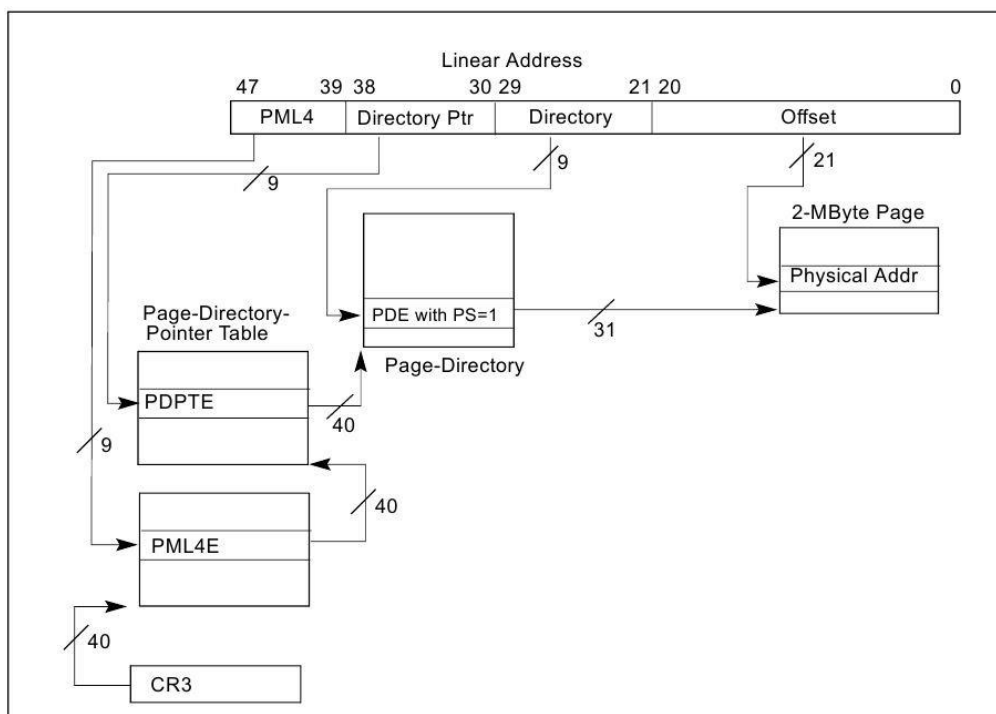 Linear Address
47 39 38 30 29 21 20 0
PML4 Directory Ptr Directory Offset
9
9
21
2-MByte Page
Physical Addr
PDE with PS=1
31
Page-Directory
Page-Directory-
Pointer Table
PDPTE
40
9
40
PML4E
40
CR3